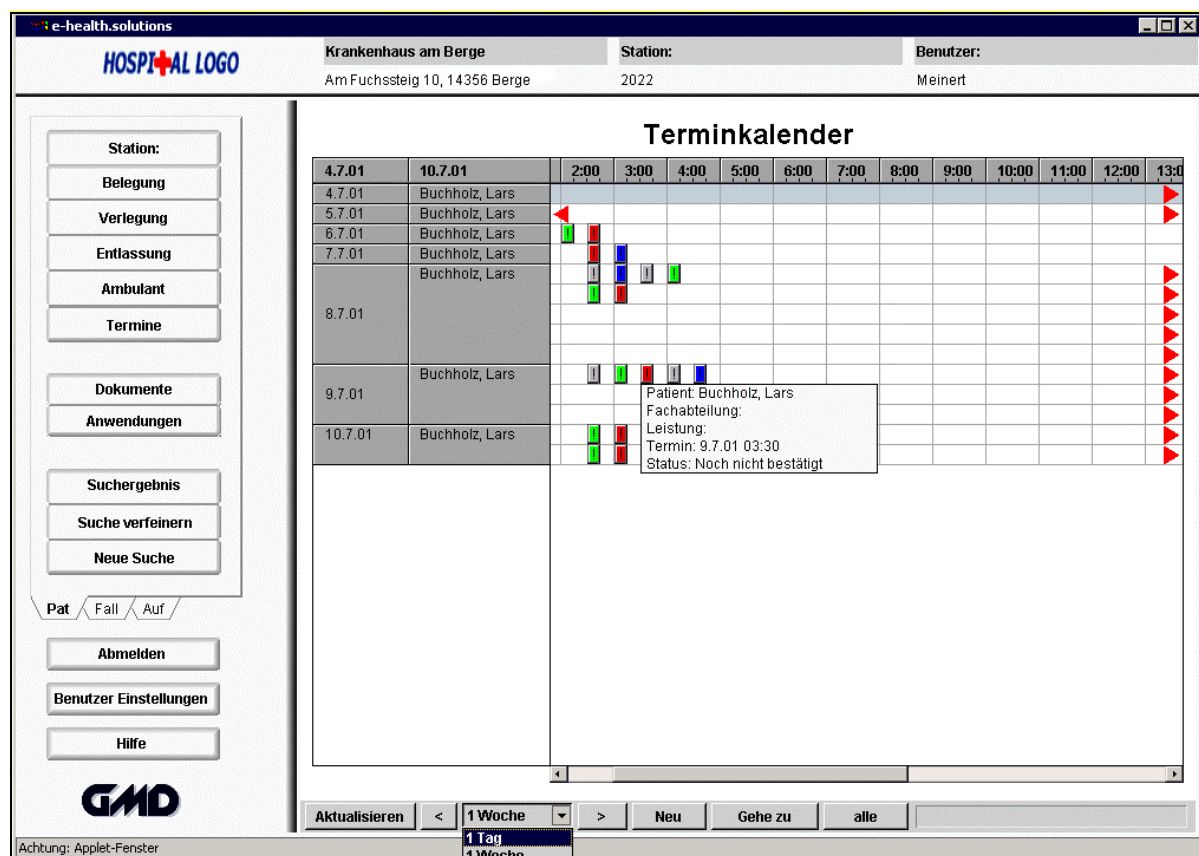 e-health.solutions
HOSPITAL LOGO
Krankenhaus am Berge Station: Benutzer:
Am Fuchssteig 10, 14356 Berge 2022 Meinert
Station:
Belegung
Verlegung
Entlassung
Ambulant
Termine
Dokumente
Anwendungen
Suchergebnis
Suche verfeinern
Neue Suche
Pat Fall Auf
Abmelden
Benutzer Einstellungen
Hilfe
GMD
Terminkalender
4.7.01 10.7.01 2:00 3:00 4:00 5:00 6:00 7:00 8:00 9:00 10:00 11:00 12:00 13:0
4.7.01 Buchholz, Lars
5.7.01 Buchholz, Lars
6.7.01 Buchholz, Lars ! !
7.7.01 Buchholz, Lars ! !
8.7.01 Buchholz, Lars ! ! ! !
! !
9.7.01 Buchholz, Lars ! ! ! ! !
Patient: Buchholz, Lars
Fachabteilung:
Leistung:
Termin: 9.7.01 03:30
Status: Noch nicht bestätigt
10.7.01 Buchholz, Lars ! !
! !
Aktualisieren < 1 Woche > Neu Gehe zu alle
1 Tag
1 Woche
Achtung: Applet-Fenster